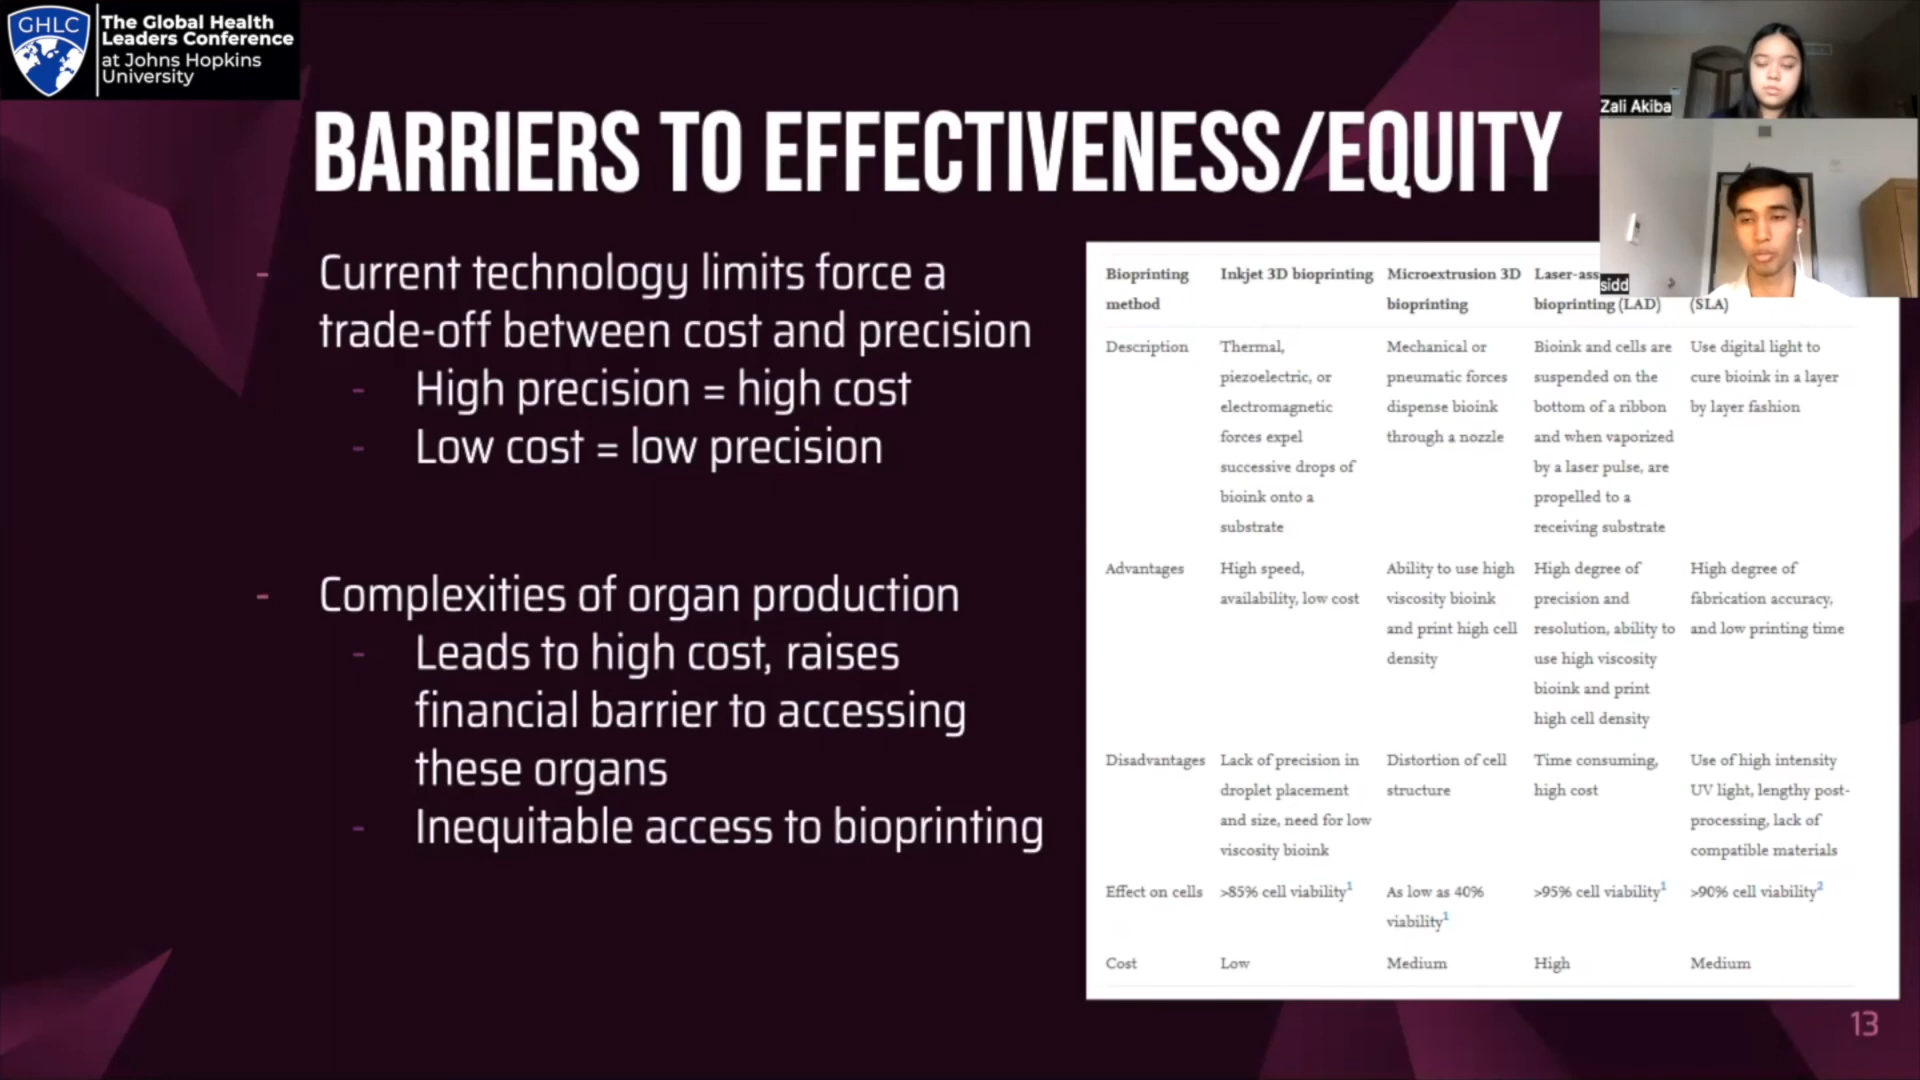 GHLC
The Global Health
Leaders Conference
at Johns Hopkins
University
Zali Akiba
sidd
BARRIERS TO EFFECTIVENESS/EQUITY
- Current technology limits force a
trade-off between cost and precision
- High precision = high cost
- Low cost = low precision
- Complexities of organ production
- Leads to high cost, raises
financial barrier to accessing
these organs
- Inequitable access to bioprinting
Bioprinting
method
Inkjet 3D bioprinting
Microextrusion 3D
bioprinting
bioprinting (LAD)
(SLA)
Description
Thermal,
piezoelectric, or
electromagnetic
forces expel
successive drops of
bioink onto a
substrate
Mechanical or
pneumatic forces
dispense bioink
through a nozzle
Bioink and cells are
suspended on the
bottom of a ribbon
and when vaporized
by a laser pulse, are
propelled to a
receiving substrate
Use digital light to
cure bioink in a layer
by layer fashion
Advantages
High speed,
availability, low cost
Ability to use high
viscosity bioink
and print high cell
density
High degree of
precision and
resolution, ability to
use high viscosity
bioink and print
high cell density
High degree of
fabrication accuracy,
and low printing time
Disadvantages
Lack of precision in
droplet placement
and size, need for low
viscosity bioink
Distortion of cell
structure
Time consuming,
high cost
Use of high intensity
UV light, lengthy post-
processing, lack of
compatible materials
Effect on cells
>85% cell viability1
As low as 40%
viability1
>95% cell viability1
>90% cell viability2
Cost
Low
Medium
High
Medium
13